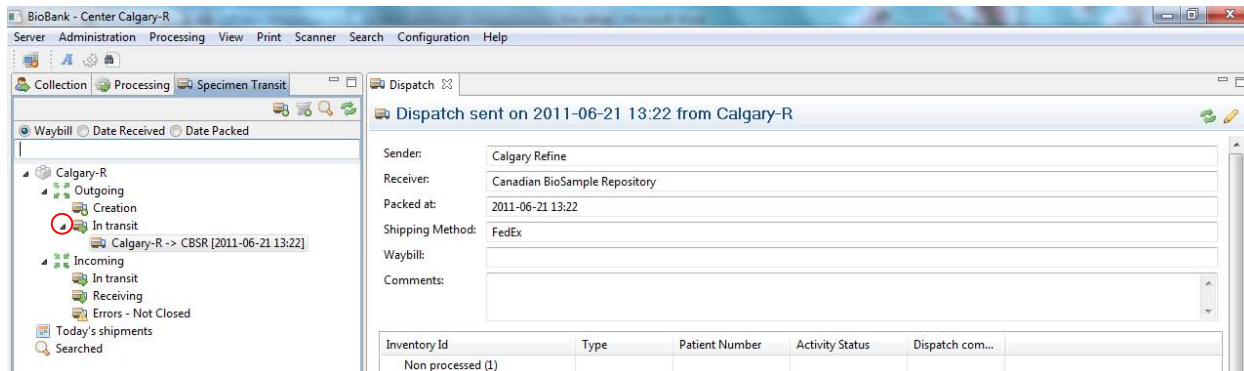 BioBank - Center Calgary-R
Server Administration Processing View Print Scanner Search Configuration Help
A
Collection Processing Specimen Transit
Dispatch
Dispatch sent on 2011-06-21 13:22 from Calgary-R
Waybill Date Received Date Packed
Sender: Calgary Refine
Receiver: Canadian BioSample Repository
Packed at: 2011-06-21 13:22
Shipping Method: FedEx
Waybill:
Comments:
Calgary-R
Outgoing
Creation
In transit
Calgary-R -> CBSR [2011-06-21 13:22]
Incoming
In transit
Receiving
Errors - Not Closed
Today's shipments
Searched
Inventory Id Type Patient Number Activity Status Dispatch com...
Non processed (1)